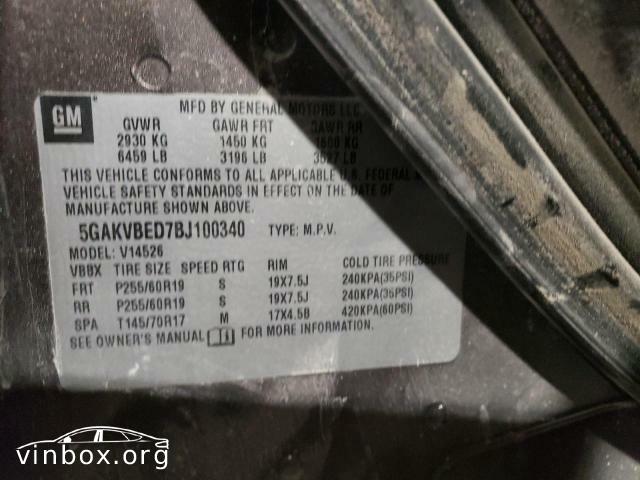 GM
MFD BY GENERAL MOTORS LLC
GVWR GAWR FRT GAWR RR
2930 KG 1450 KG 1600 KG
6459 LB 3196 LB 3527 LB
THIS VEHICLE CONFORMS TO ALL APPLICABLE U.S. FEDERAL
VEHICLE SAFETY STANDARDS IN EFFECT ON THE DATE OF
MANUFACTURE SHOWN ABOVE.
5GAKVBED7BJ100340 TYPE: M.P.V.
MODEL: V14526
VBBX TIRE SIZE SPEED RTG RIM COLD TIRE PRESSURE
FRT P255/60R19 S 19X7.5J 240KPA(35PSI)
RR P255/60R19 S 19X7.5J 240KPA(35PSI)
SPA T145/70R17 M 17X4.5B 420KPA(60PSI)
SEE OWNER'S MANUAL FOR MORE INFORMATION.
vinbox.org